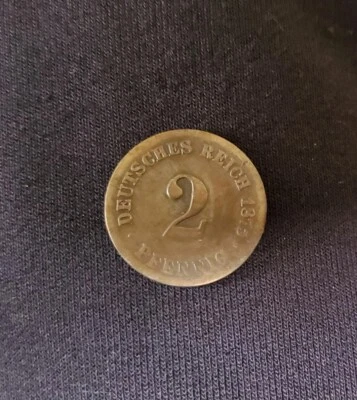 DEUTSCHES REICH
2
PFENNIG